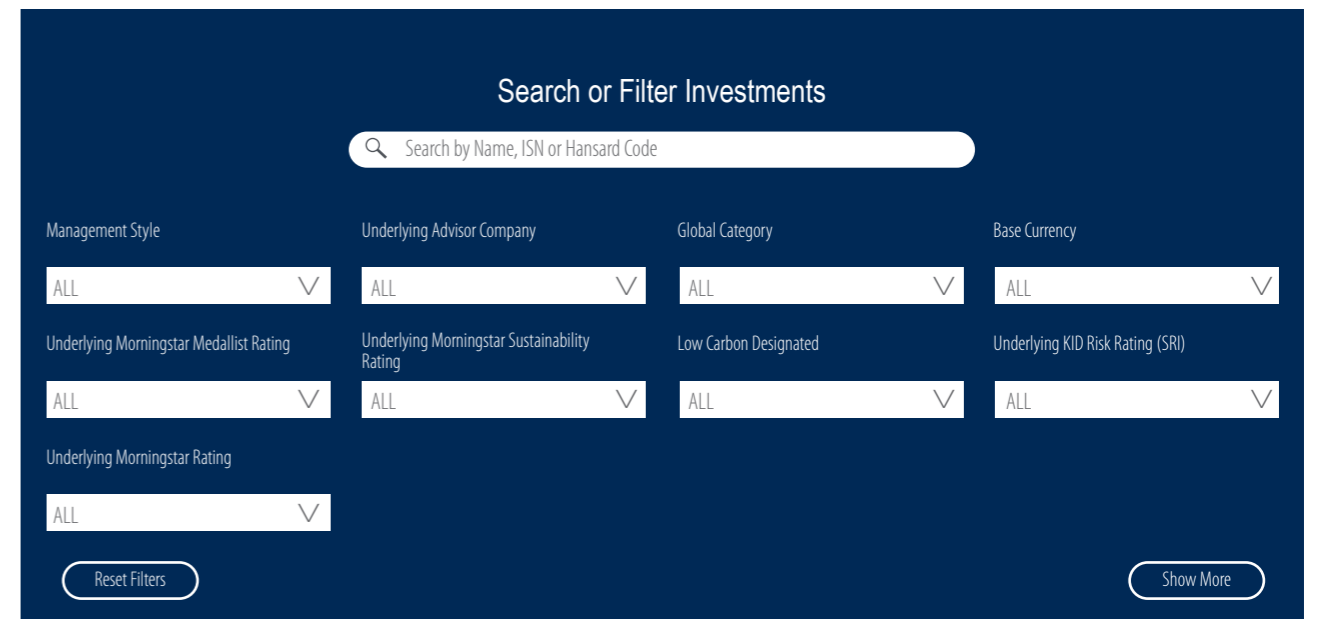 Search or Filter Investments
Search by Name, ISN or Hansard Code
Management Style
Underlying Advisor Company
Global Category
Base Currency
ALL
ALL
ALL
ALL
Underlying Morningstar Medallist Rating
Underlying Morningstar Sustainability
Rating
Low Carbon Designated
Underlying KID Risk Rating (SRI)
ALL
ALL
ALL
ALL
Underlying Morningstar Rating
ALL
Reset Filters
Show More